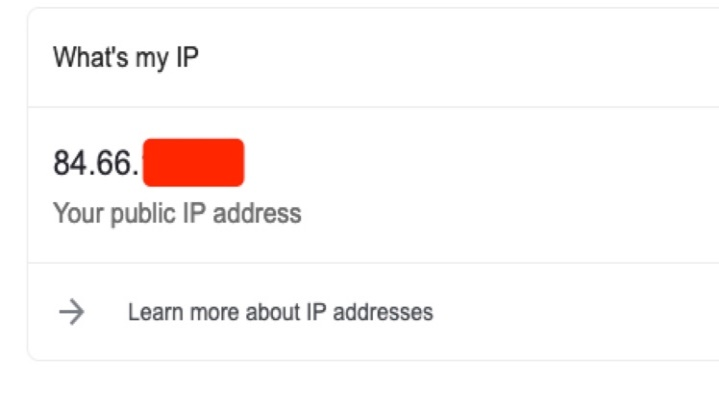 What's my IP
84.66.
Your public IP address
Learn more about IP addresses